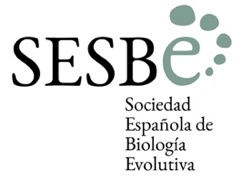 SESBe
Sociedad
Española de
Biología
Evolutiva